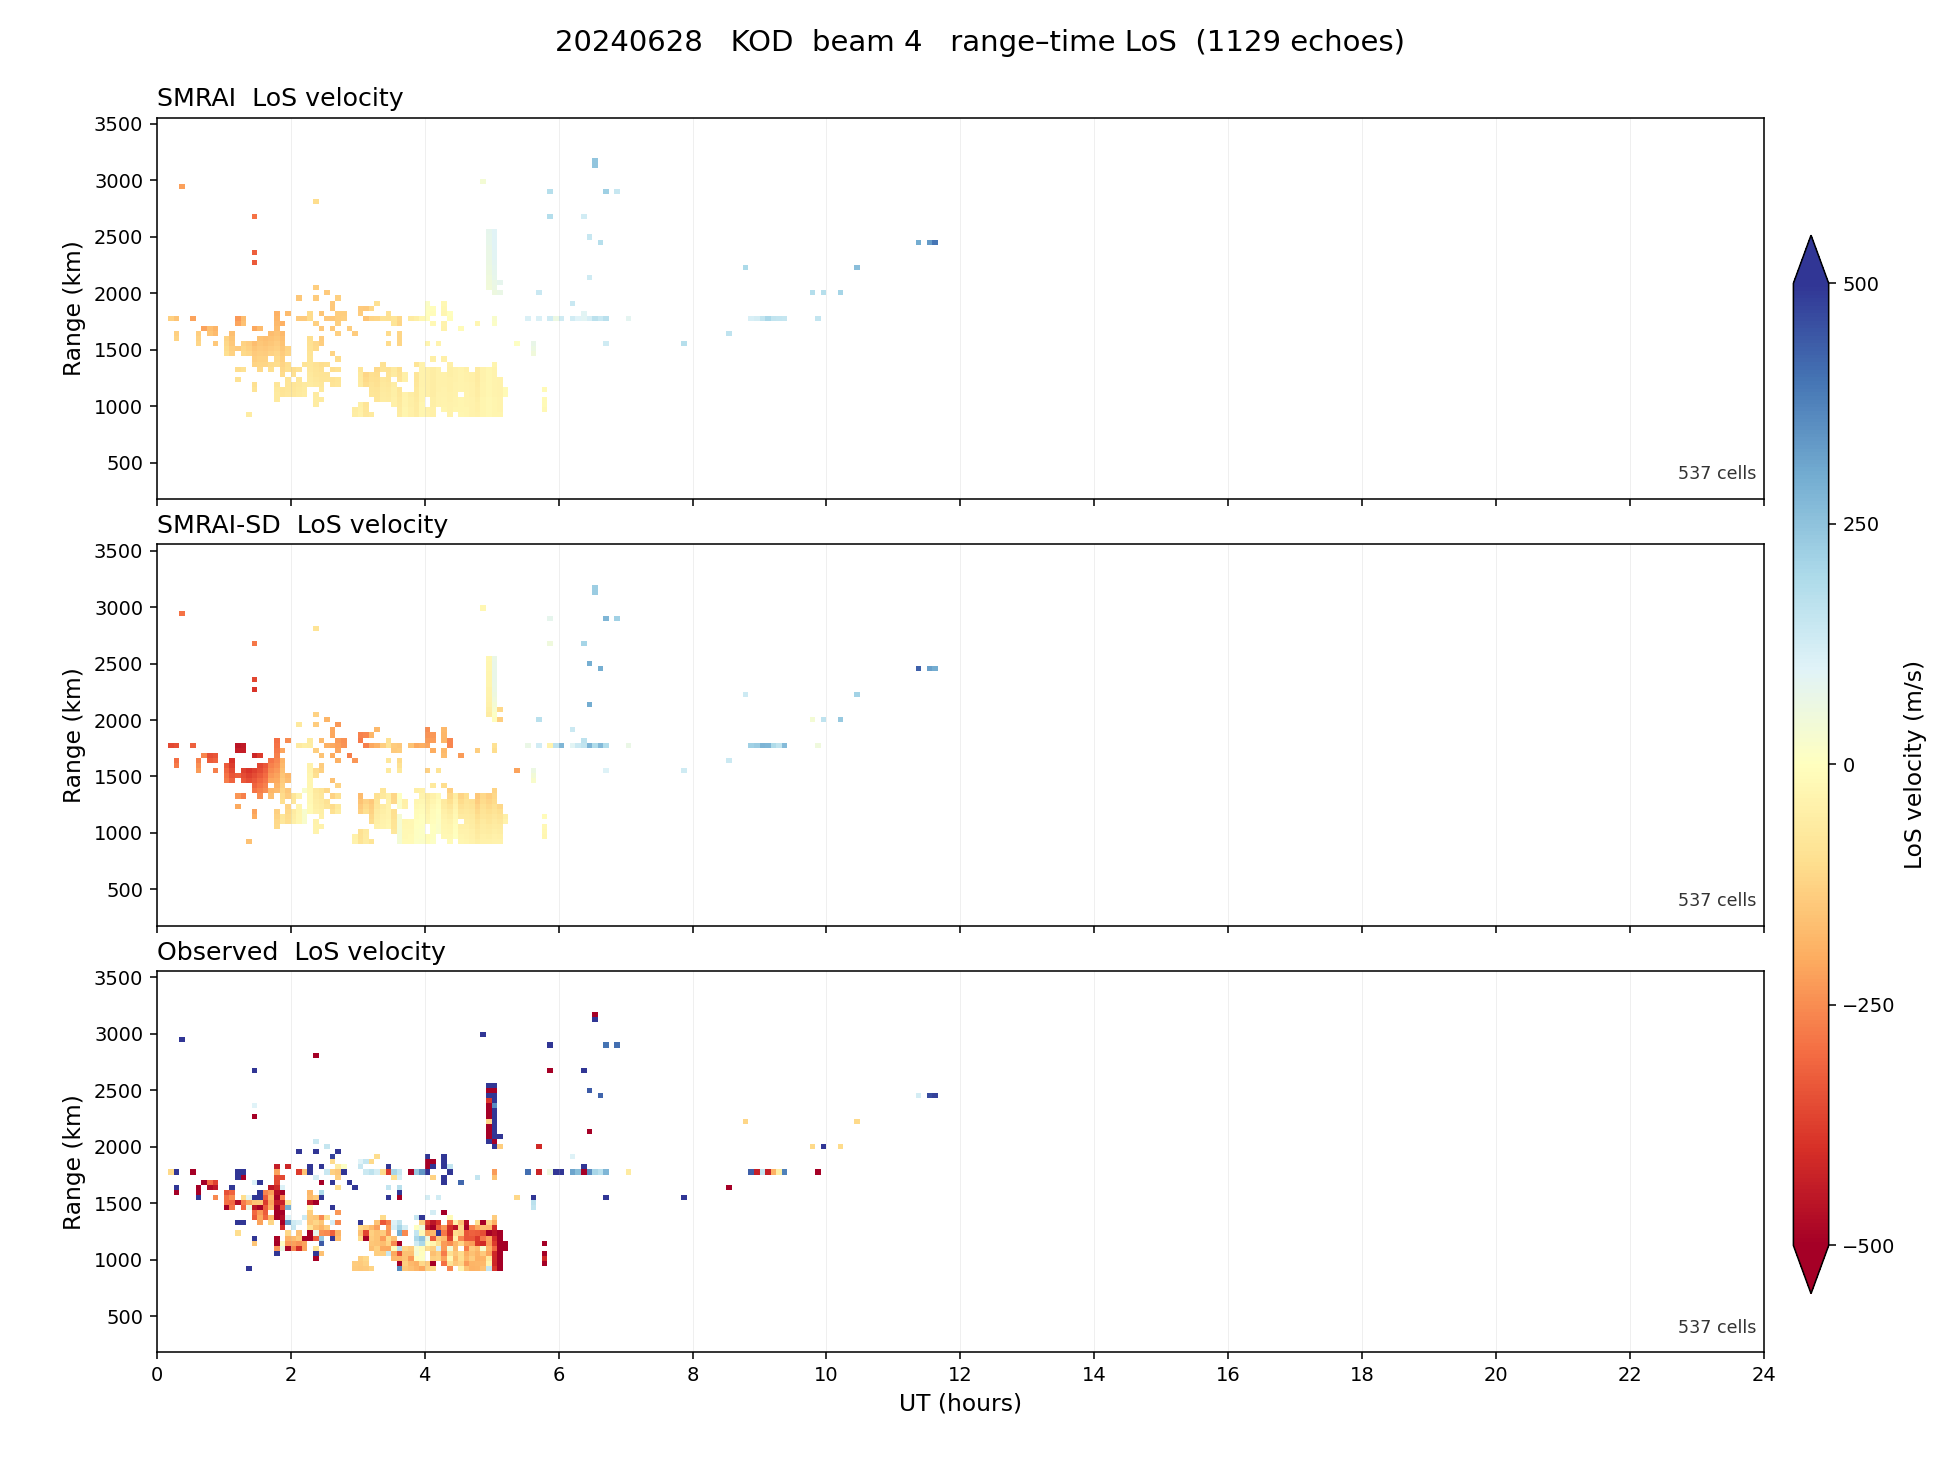 20240628   KOD  beam 4   range–time LoS  (1129 echoes)
SMRAI  LoS velocity
3500
3000
2500
2000
1500
1000
500
Range (km)
537 cells
SMRAI-SD  LoS velocity
3500
3000
2500
2000
1500
1000
500
Range (km)
537 cells
Observed  LoS velocity
3500
3000
2500
2000
1500
1000
500
Range (km)
537 cells
0 2 4 6 8 10 12 14 16 18 20 22 24
UT (hours)
500
250
0
−250
−500
LoS velocity (m/s)